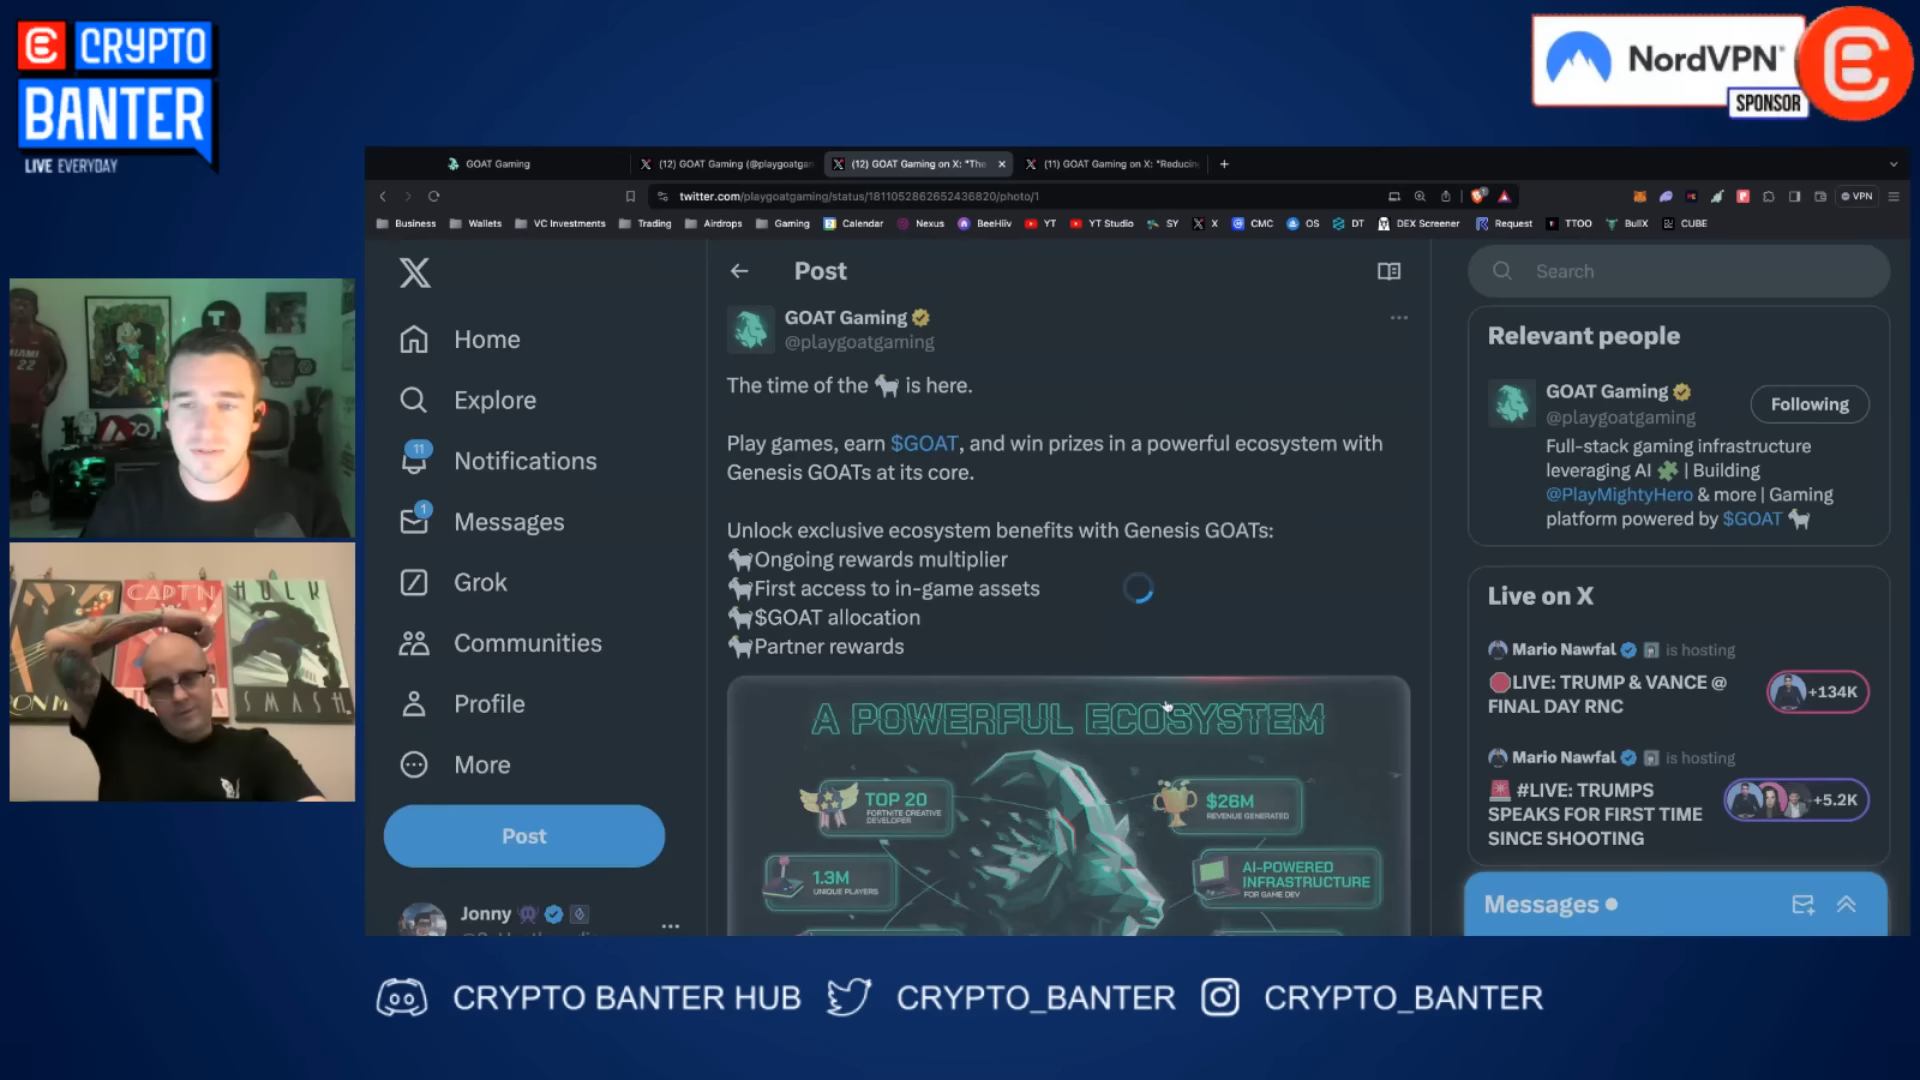 CRYPTO
BANTER
LIVE EVERYDAY
NordVPN
SPONSOR
GOAT Gaming
(12) GOAT Gaming (@playgoatgam
(12) GOAT Gaming on X: "The
(11) GOAT Gaming on X: "Reducin
twitter.com/playgoatgaming/status/1811052862652436820/photo/1
VPN
Business
Wallets
VC Investments
Trading
Airdrops
Gaming
Calendar
Nexus
BeeHiiv
YT
YT Studio
SY
X
CMC
OS
DT
DEX Screener
Request
TTOO
BullX
CUBE
Home
Explore
11
Notifications
1
Messages
Grok
Communities
Profile
More
Post
Jonny
Post
GOAT Gaming
@playgoatgaming
The time of the 🐐 is here.
Play games, earn $GOAT, and win prizes in a powerful ecosystem with
Genesis GOATs at its core.
Unlock exclusive ecosystem benefits with Genesis GOATs:
🐐Ongoing rewards multiplier
🐐First access to in-game assets
🐐$GOAT allocation
🐐Partner rewards
A POWERFUL ECOSYSTEM
TOP 20
FORTNITE CREATIVE
DEVELOPER
$26M
REVENUE GENERATED
1.3M
UNIQUE PLAYERS
AI-POWERED
INFRASTRUCTURE
FOR GAME DEV
Search
Relevant people
GOAT Gaming
@playgoatgaming
Following
Full-stack gaming infrastructure
leveraging AI 🧩 | Building
@PlayMightyHero & more | Gaming
platform powered by $GOAT 🐐
Live on X
Mario Nawfal is hosting
🛑LIVE: TRUMP & VANCE @
FINAL DAY RNC
+134K
Mario Nawfal is hosting
🚨 #LIVE: TRUMPS
SPEAKS FOR FIRST TIME
SINCE SHOOTING
+5.2K
Messages
MIAMI
22
CAPT'N
HULK
SMASH
CRYPTO BANTER HUB
CRYPTO_BANTER
CRYPTO_BANTER